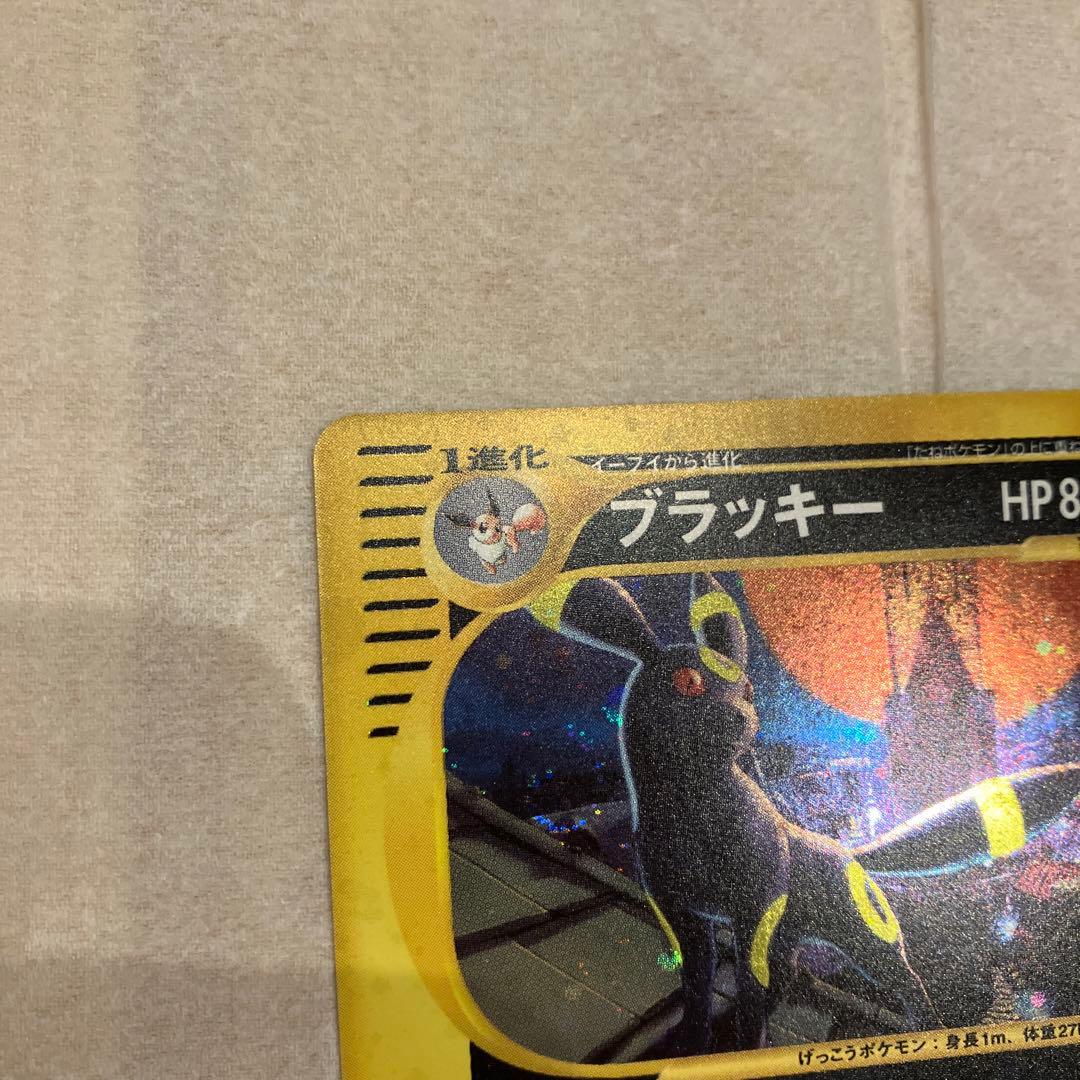 1進化
イーブイから進化
「たねポケモン」の上に重ね
ブラッキー HP8
げっこうポケモン：身長1m、体重27